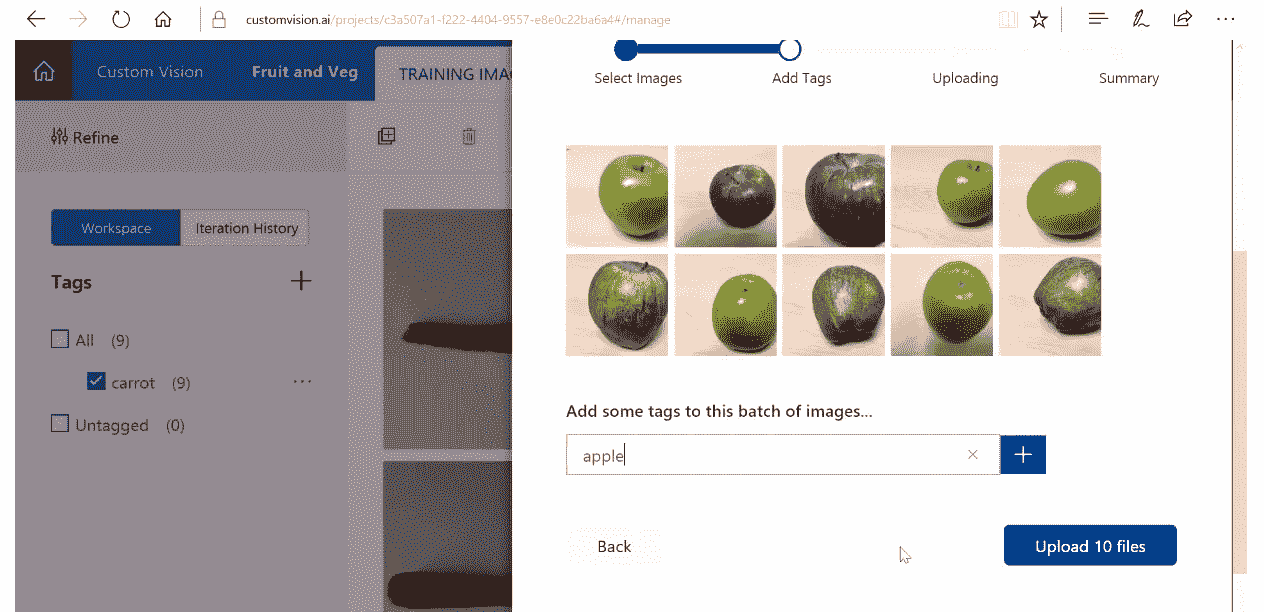 customvision.ai/projects/c3a507a1-f222-4404-9557-e8e0c22ba6a4#/manage
Custom Vision
Fruit and Veg
TRAINING IMA
Select Images
Add Tags
Uploading
Summary
Refine
Workspace
Iteration History
Tags
All (9)
carrot (9)
Untagged (0)
Add some tags to this batch of images...
apple
Back
Upload 10 files